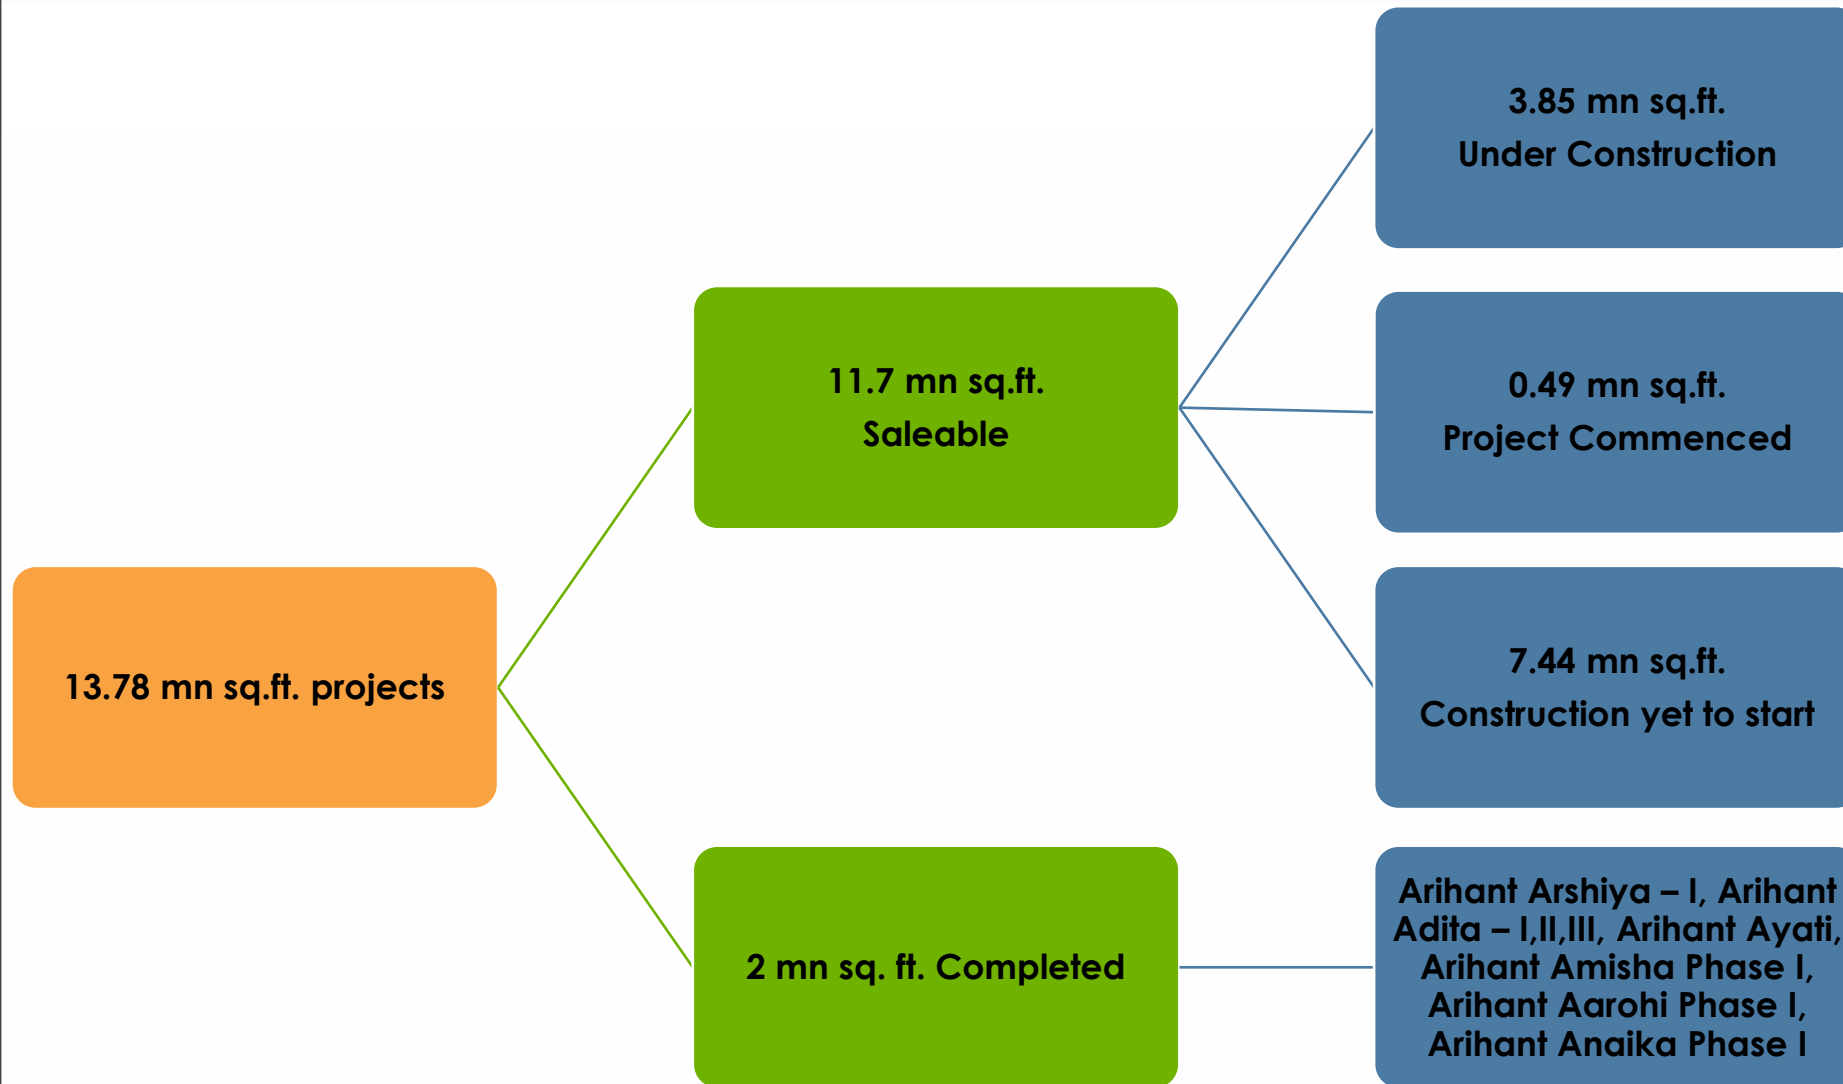 13.78 mn sq.ft. projects
11.7 mn sq.ft.
Saleable
3.85 mn sq.ft.
Under Construction
0.49 mn sq.ft.
Project Commenced
7.44 mn sq.ft.
Construction yet to start
2 mn sq. ft. Completed
Arihant Arshiya – I, Arihant
Adita – I,II,III, Arihant Ayati,
Arihant Amisha Phase I,
Arihant Aarohi Phase I,
Arihant Anaika Phase I